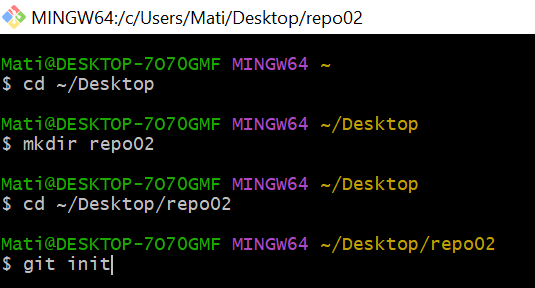 MINGW64:/c/Users/Mati/Desktop/repo02
Mati@DESKTOP-7O7OGMF MINGW64 ~
$ cd ~/Desktop
Mati@DESKTOP-7O7OGMF MINGW64 ~/Desktop
$ mkdir repo02
Mati@DESKTOP-7O7OGMF MINGW64 ~/Desktop
$ cd ~/Desktop/repo02
Mati@DESKTOP-7O7OGMF MINGW64 ~/Desktop/repo02
$ git init